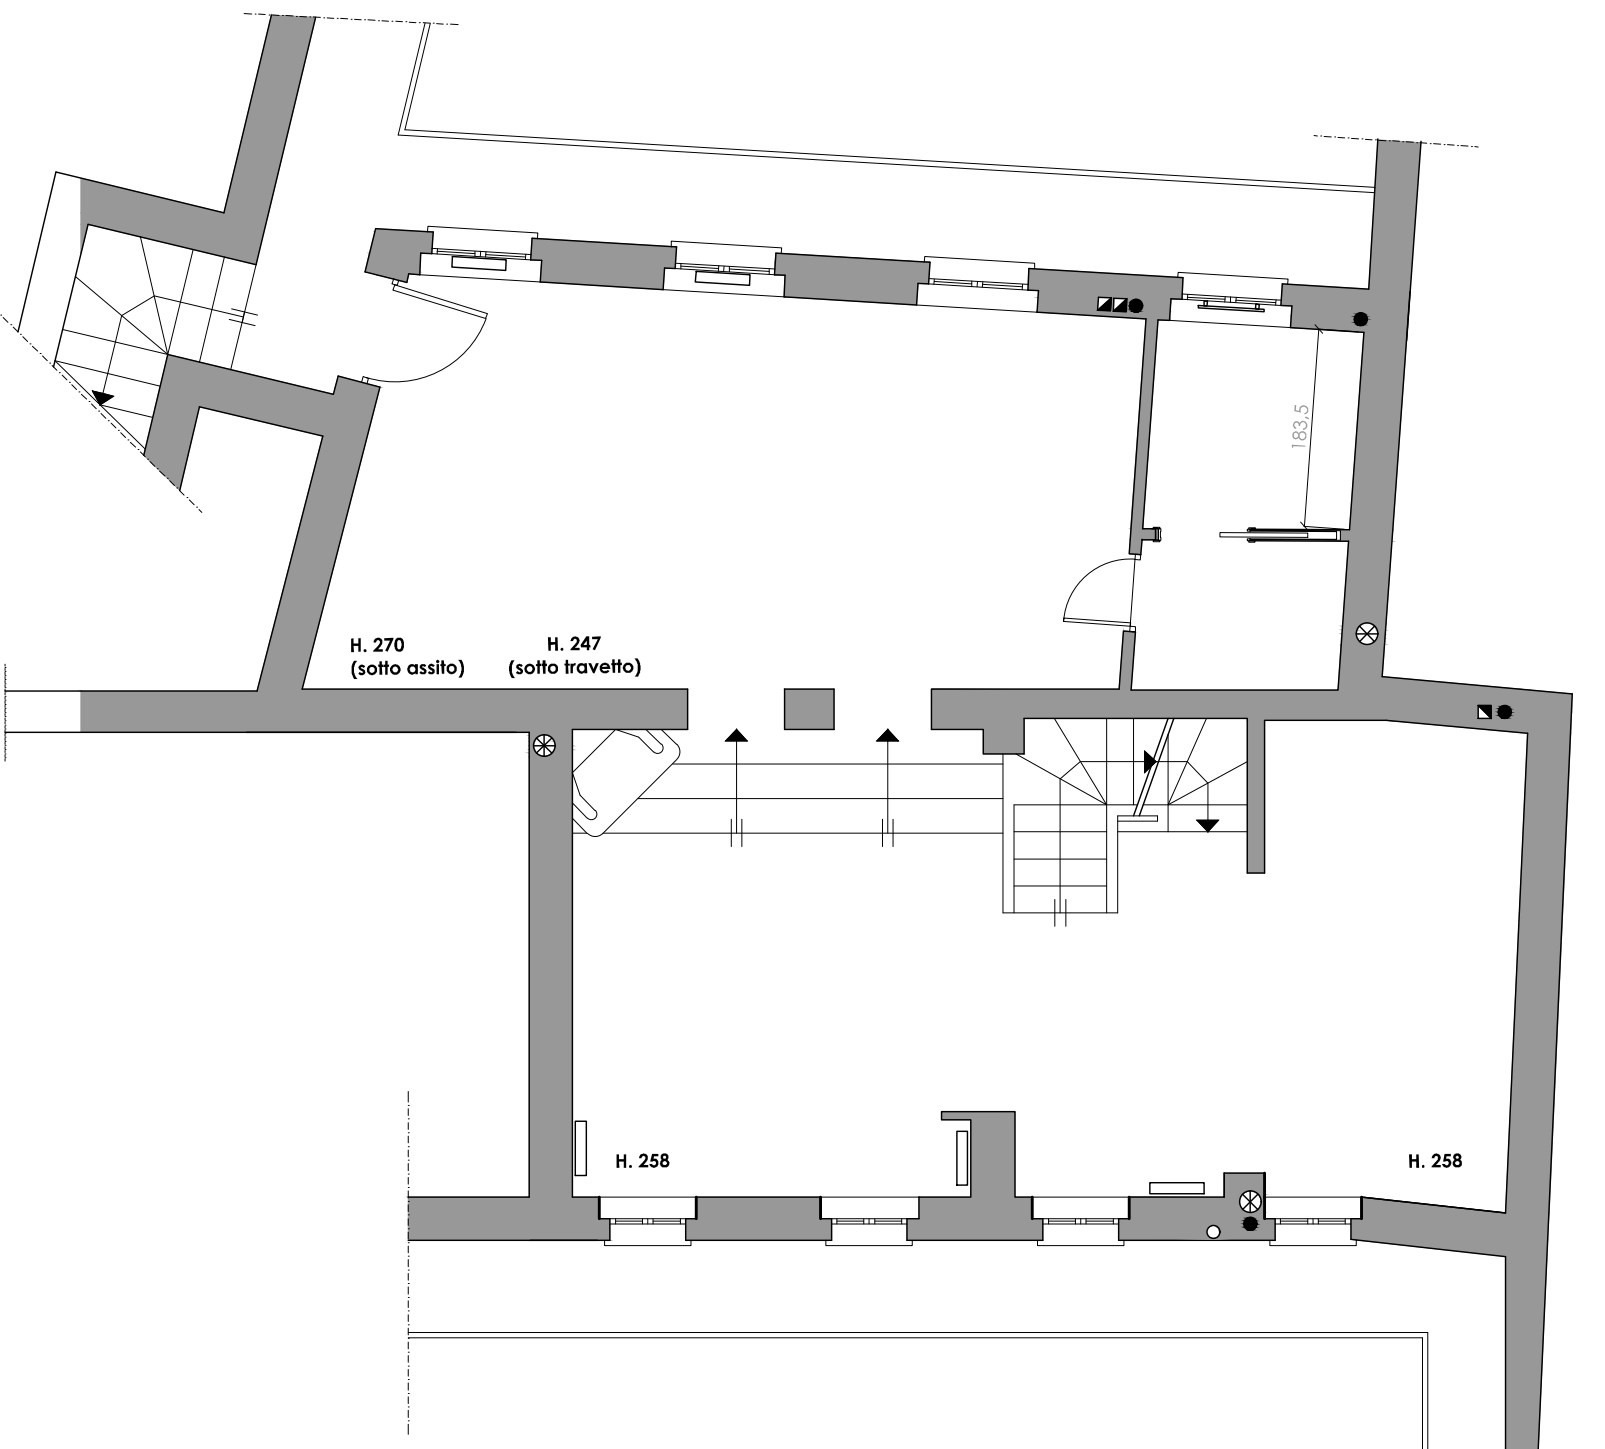 183,5
H. 270
(sotto assito)
H. 247
(sotto travetto)
H. 258
H. 258